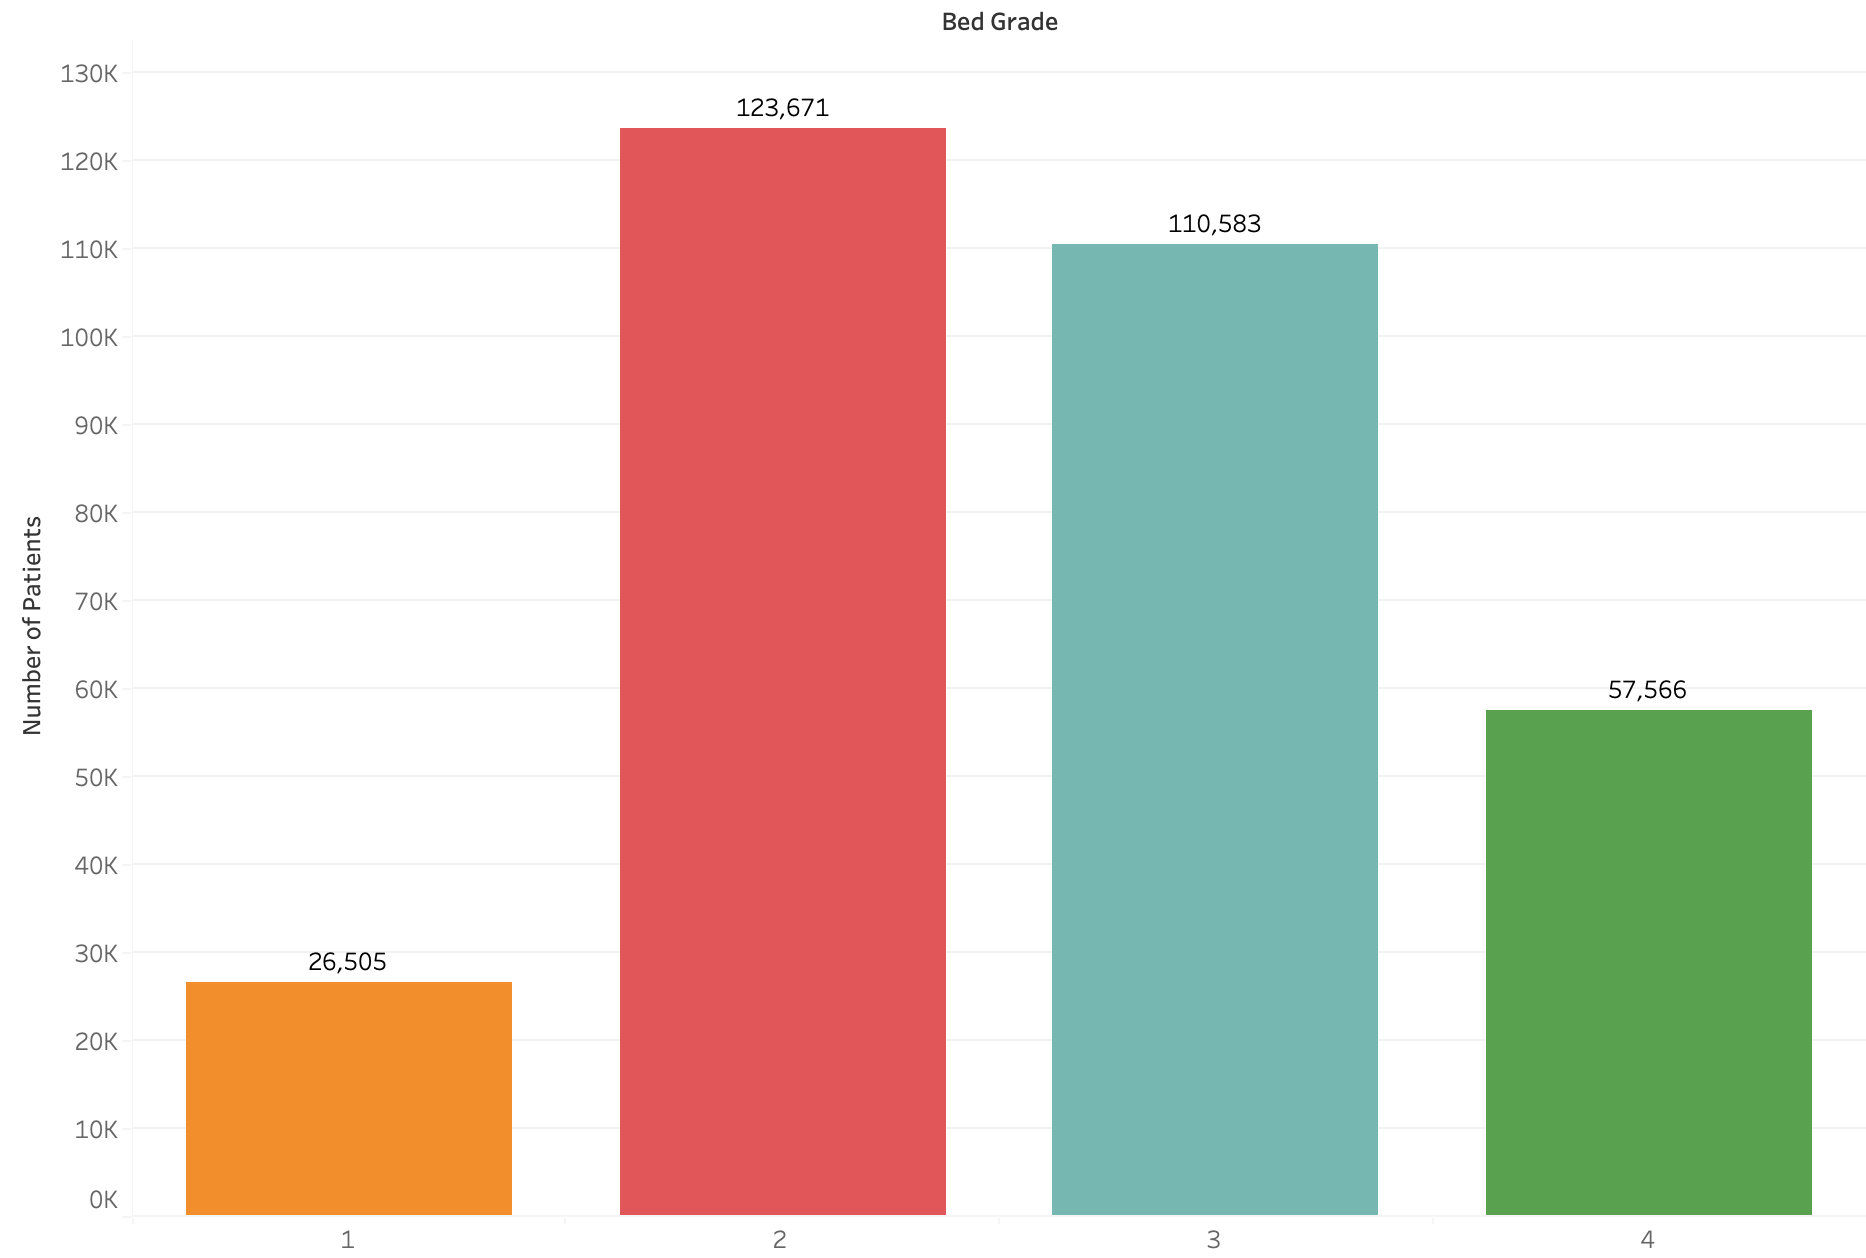 Bed Grade
Number of Patients
130K
120K
110K
100K
90K
80K
70K
60K
50K
40K
30K
20K
10K
0K
26,505
123,671
110,583
57,566
1
2
3
4